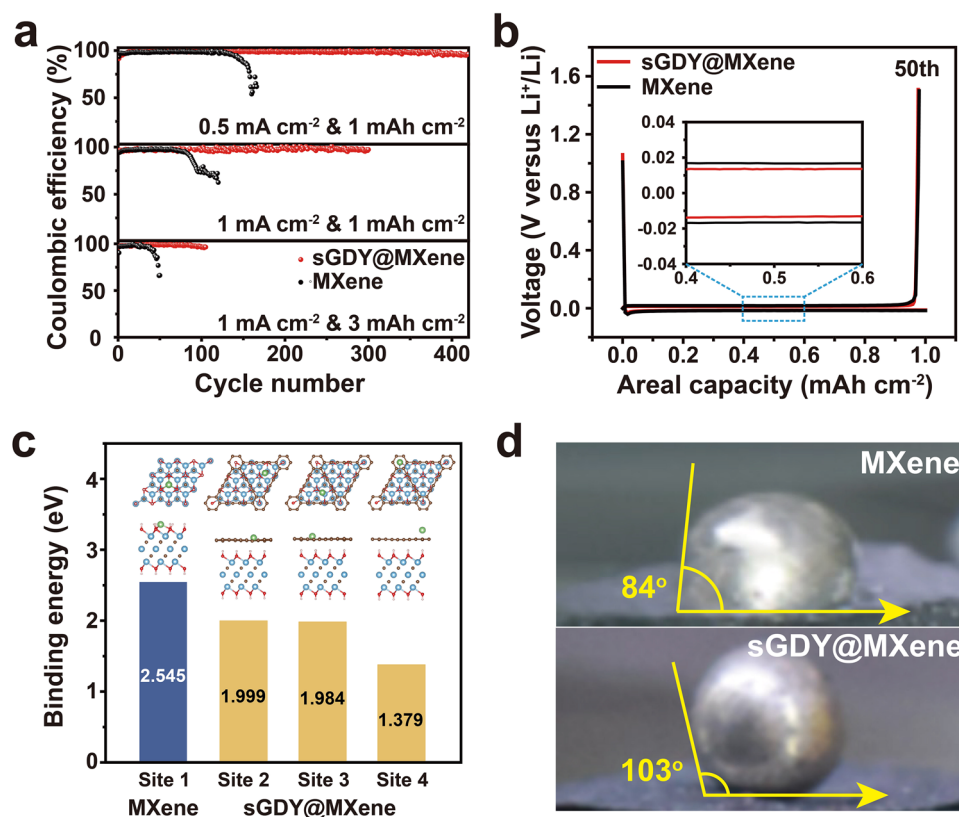 a
Coulombic efficiency (%)
100
50
0.5 mA cm⁻² & 1 mAh cm⁻²
100
50
1 mA cm⁻² & 1 mAh cm⁻²
100
50
0
sGDY@MXene
MXene
1 mA cm⁻² & 3 mAh cm⁻²
0 100 200 300 400
Cycle number
b
Voltage (V versus Li⁺/Li)
1.6
1.2
0.8
0.4
0.0
sGDY@MXene
MXene
50th
0.04
0.02
0.00
-0.02
-0.04
0.4 0.5 0.6
0.0 0.2 0.4 0.6 0.8 1.0
Areal capacity (mAh cm⁻²)
c
Binding energy (eV)
4
3
2
1
0
2.545
1.999
1.984
1.379
Site 1 Site 2 Site 3 Site 4
MXene sGDY@MXene
d
MXene
84°
sGDY@MXene
103°